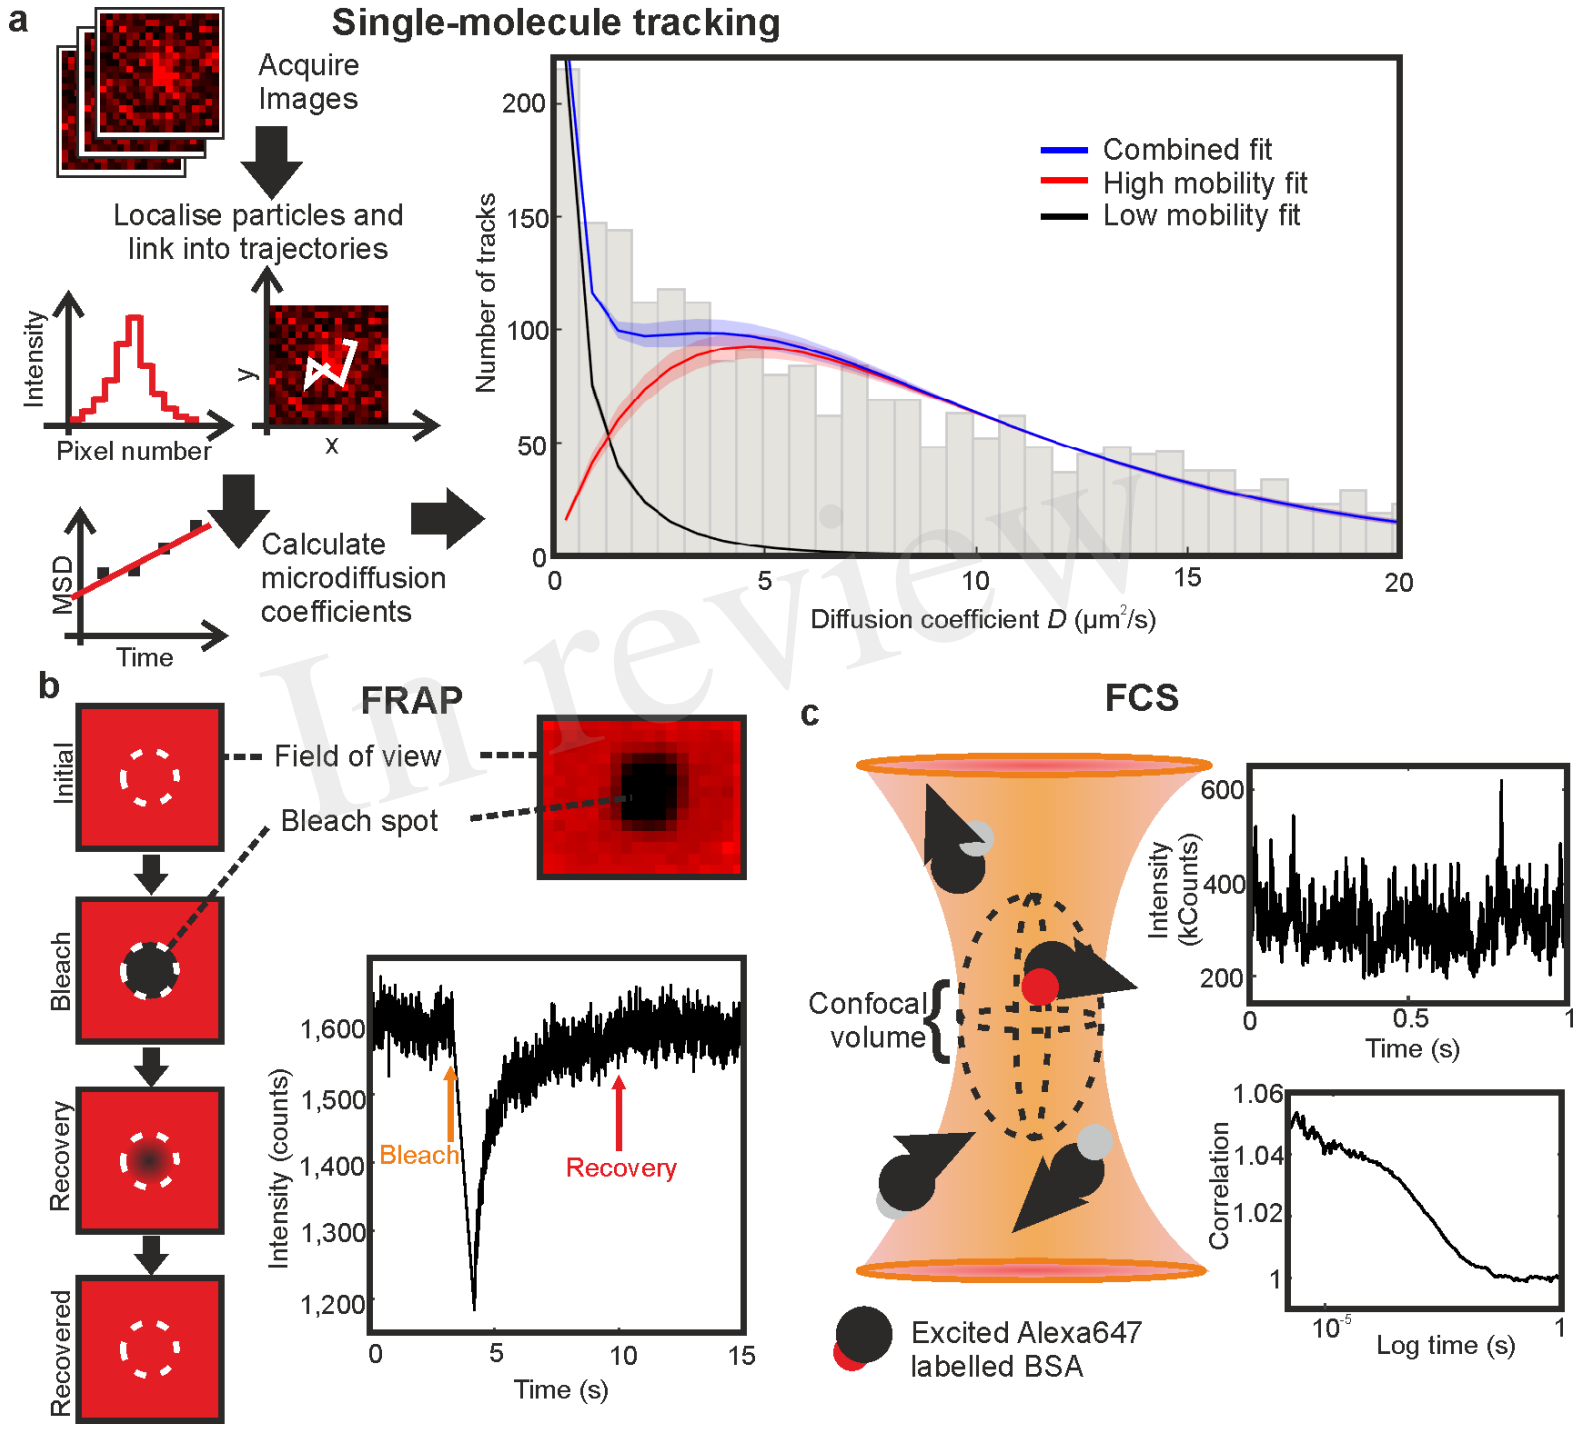 a
Single-molecule tracking
Acquire
Images
Localise particles and
link into trajectories
Intensity
Pixel number
y
x
MSD
Time
Calculate
microdiffusion
coefficients
Number of tracks
200
150
100
50
0
0 5 10 15 20
Diffusion coefficient D (µm²/s)
Combined fit
High mobility fit
Low mobility fit
In review
b
FRAP
Initial
Bleach
Recovery
Recovered
Field of view
Bleach spot
Intensity (counts)
1,600
1,500
1,400
1,300
1,200
Bleach
Recovery
0 5 10 15
Time (s)
c
FCS
Confocal
volume
{
Excited Alexa647
labelled BSA
Intensity
(kCounts)
600
400
200
0 0.5 1
Time (s)
Correlation
1.06
1.04
1.02
1
10⁻⁵ 1
Log time (s)